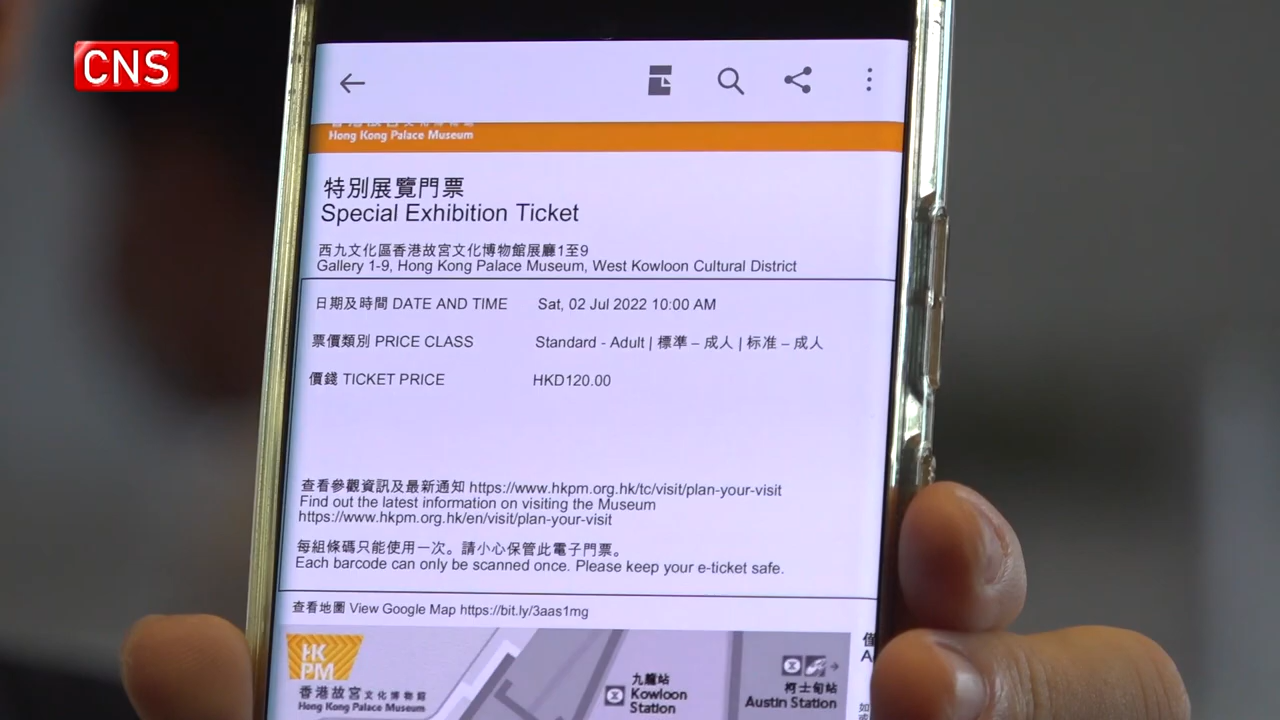 CNS
Hong Kong Palace Museum
特別展覽門票
Special Exhibition Ticket
西九文化區香港故宮文化博物館展廳1至9
Gallery 1-9, Hong Kong Palace Museum, West Kowloon Cultural District
日期及時間 DATE AND TIME Sat, 02 Jul 2022 10:00 AM
票價類別 PRICE CLASS Standard - Adult | 標準 – 成人 | 标准 – 成人
價錢 TICKET PRICE HKD120.00
查看參觀資訊及最新通知 https://www.hkpm.org.hk/tc/visit/plan-your-visit
Find out the latest information on visiting the Museum
https://www.hkpm.org.hk/en/visit/plan-your-visit
每組條碼只能使用一次。請小心保管此電子門票。
Each barcode can only be scanned once. Please keep your e-ticket safe.
查看地圖 View Google Map https://bit.ly/3aas1mg
HK
PM
香港故宮文化博物館
Hong Kong Palace Museum
九龍站
Kowloon
Station
柯士甸站
Austin Station